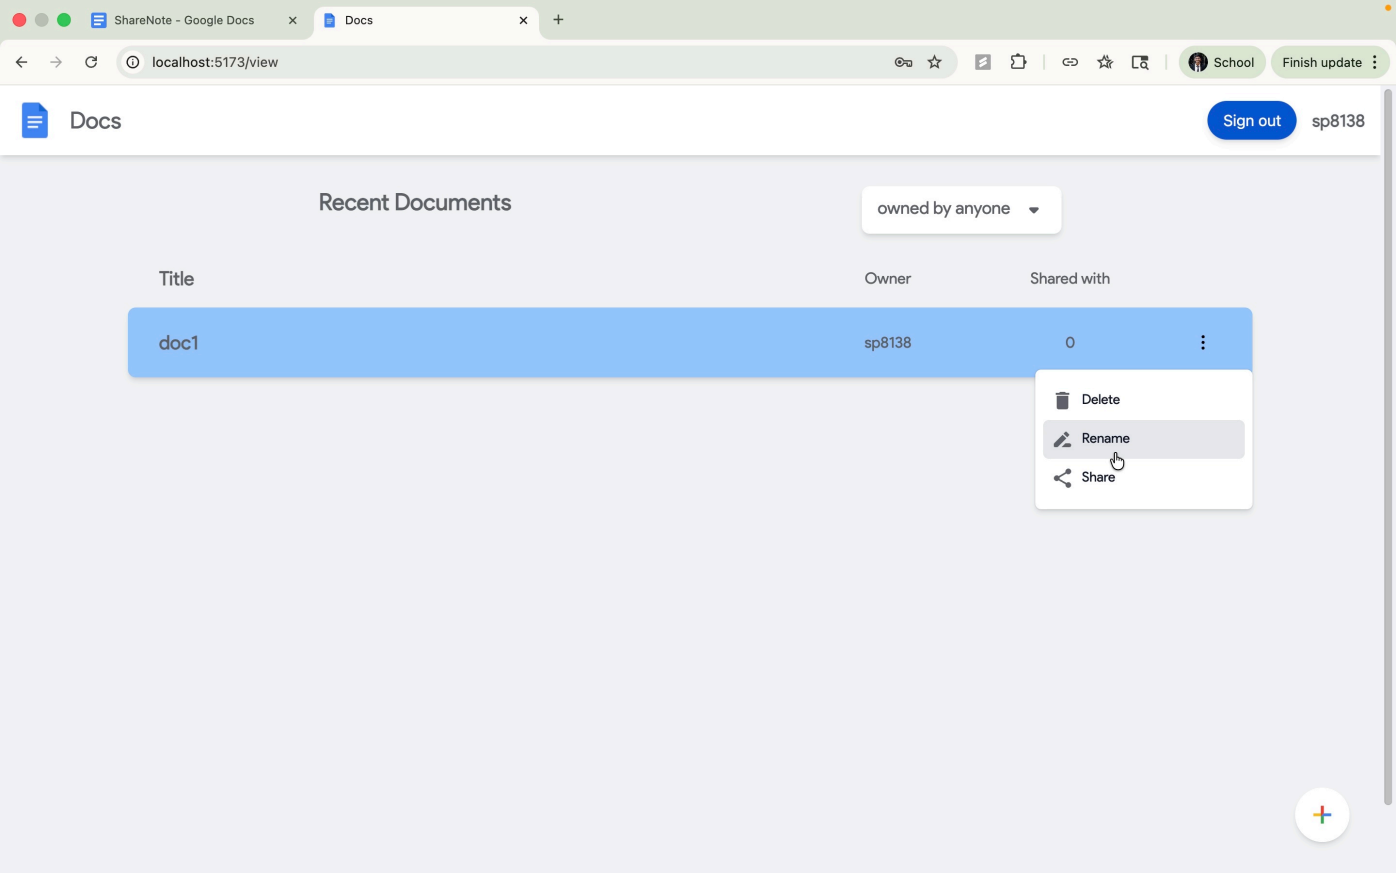 ShareNote - Google Docs
Docs
localhost:5173/view
School
Finish update
Docs
Sign out
sp8138
Recent Documents
owned by anyone
Title Owner Shared with
doc1 sp8138 0
Delete
Rename
Share